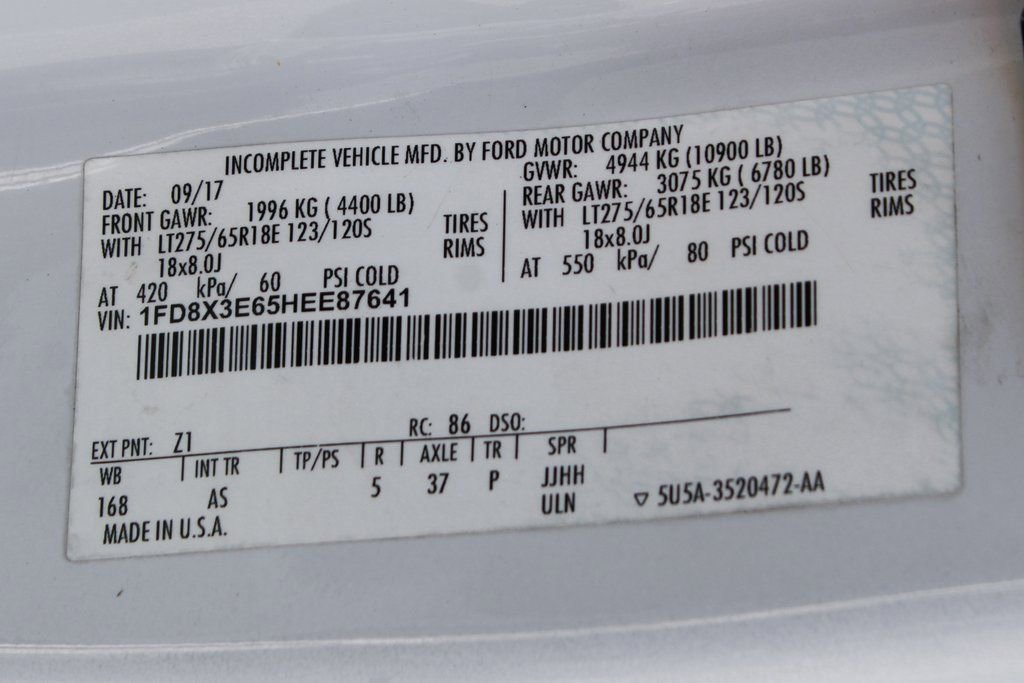 INCOMPLETE VEHICLE MFD. BY FORD MOTOR COMPANY
DATE: 09/17
GVWR: 4944 KG (10900 LB)
FRONT GAWR: 1996 KG ( 4400 LB)
REAR GAWR: 3075 KG ( 6780 LB)
WITH LT275/65R18E 123/120S TIRES
WITH LT275/65R18E 123/120S TIRES
18x8.0J RIMS
18x8.0J RIMS
AT 420 kPa/ 60 PSI COLD
AT 550 kPa/ 80 PSI COLD
VIN: 1FD8X3E65HEE87641
EXT PNT: Z1 RC: 86 DSO:
WB INT TR TP/PS R AXLE TR SPR
168 AS 5 37 P JJHH
ULN ▽ 5U5A-3520472-AA
MADE IN U.S.A.